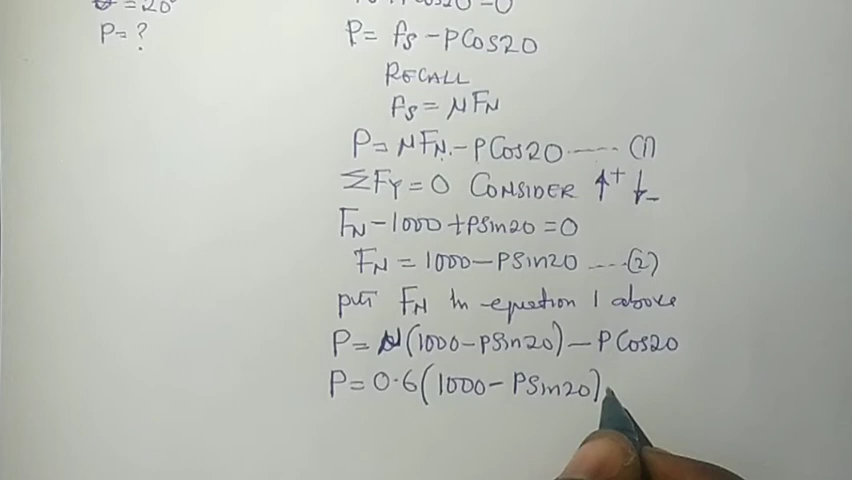 = 20°
P = ?
P = fs - PCos20
RECALL
fs = μFN
P = μFN - PCos20 ------ (1)
ΣFY = 0 CONSIDER ↑+ ↓-
FN - 1000 + PSin20 = 0
FN = 1000 - PSin20 ----(2)
put FN in equation 1 above
P = μ(1000 - PSin20) - PCos20
P = 0.6(1000 - PSin20)